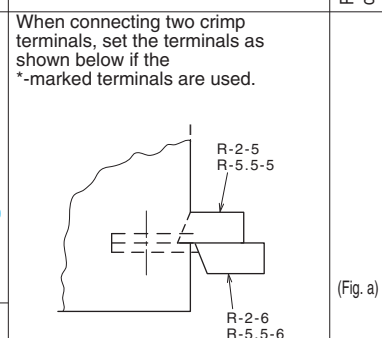 When connecting two crimp
terminals, set the terminals as
shown below if the
*-marked terminals are used.
R-2-5
R-5.5-5
(Fig. a)
R-2-6
R-5.5-6